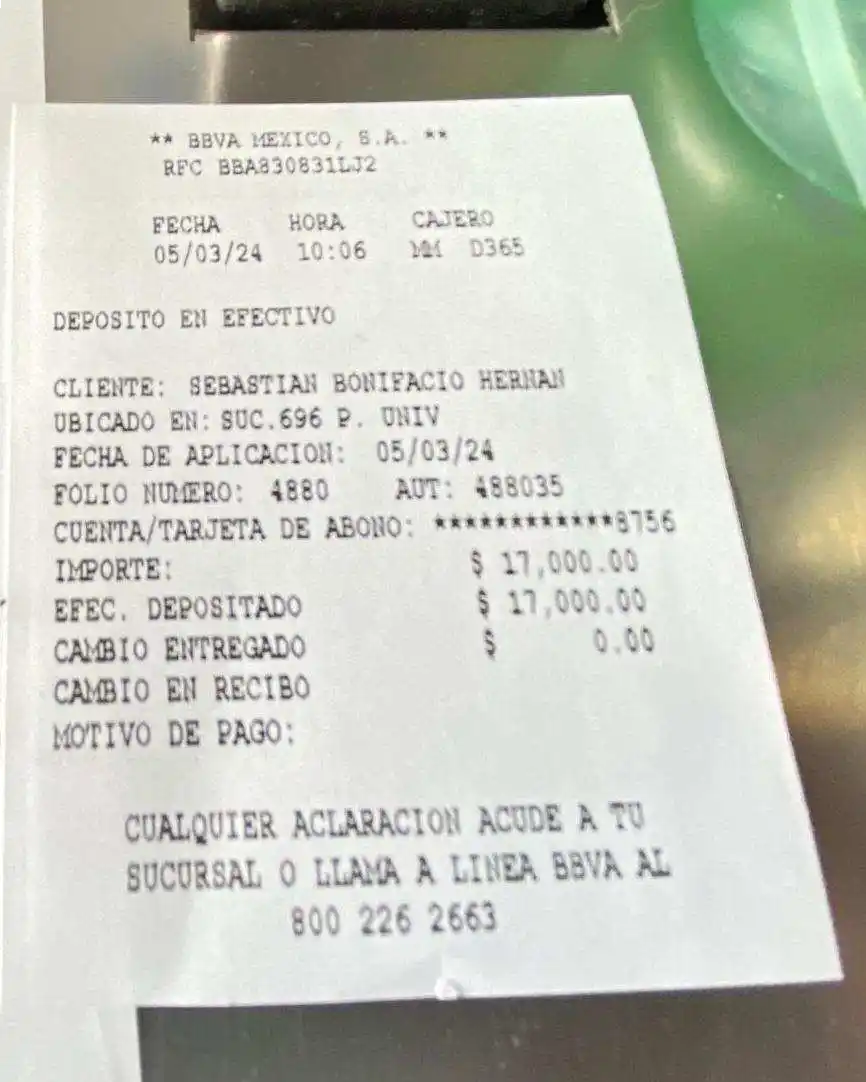 ** BBVA MEXICO, S.A. **
RFC BBA830831LJ2
FECHA HORA CAJERO
05/03/24 10:06 MM D365
DEPOSITO EN EFECTIVO
CLIENTE: SEBASTIAN BONIFACIO HERNAN
UBICADO EN: SUC.696 P. UNIV
FECHA DE APLICACION: 05/03/24
FOLIO NUMERO: 4880 AUT: 488035
CUENTA/TARJETA DE ABONO: ************8756
IMPORTE: $ 17,000.00
EFEC. DEPOSITADO $ 17,000.00
CAMBIO ENTREGADO $ 0.00
CAMBIO EN RECIBO
MOTIVO DE PAGO:
CUALQUIER ACLARACION ACUDE A TU
SUCURSAL O LLAMA A LINEA BBVA AL
800 226 2663